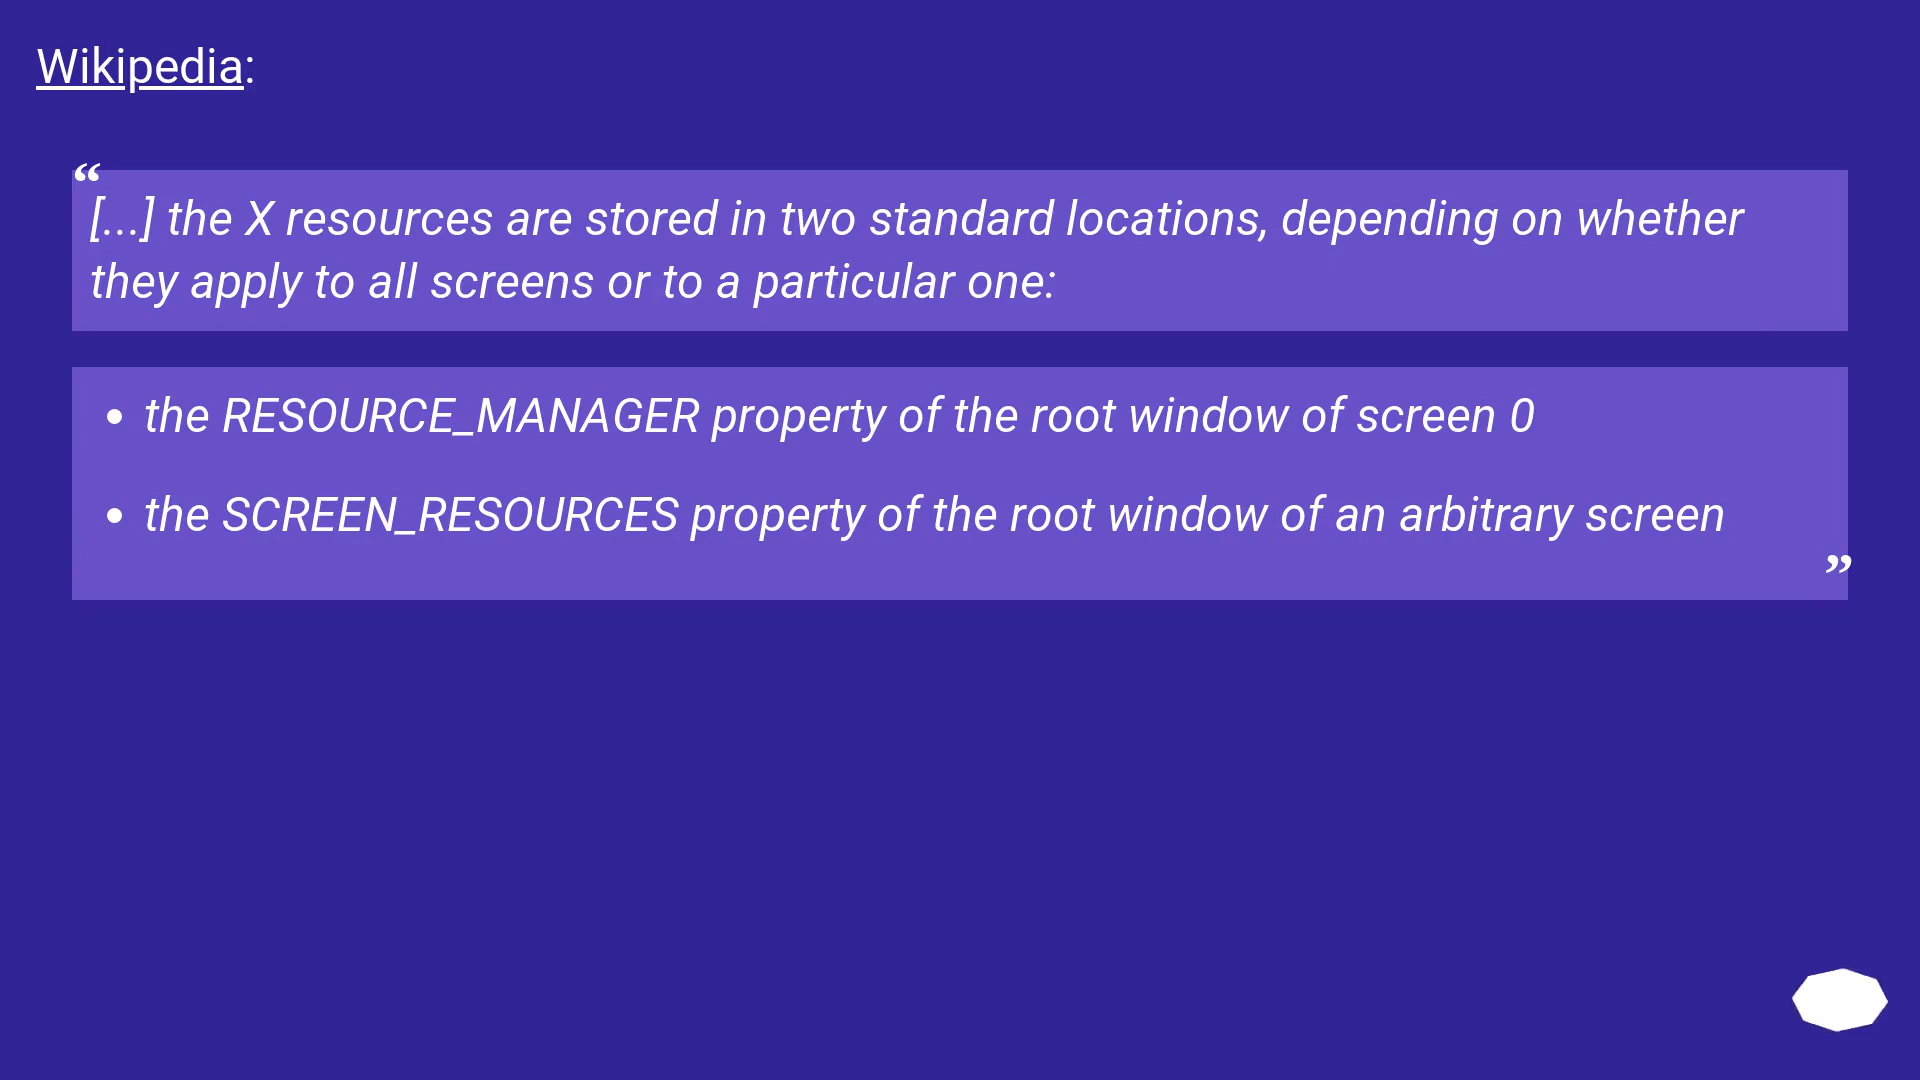 Wikipedia:
“
[...] the X resources are stored in two standard locations, depending on whether
they apply to all screens or to a particular one:
• the RESOURCE_MANAGER property of the root window of screen 0
• the SCREEN_RESOURCES property of the root window of an arbitrary screen
”